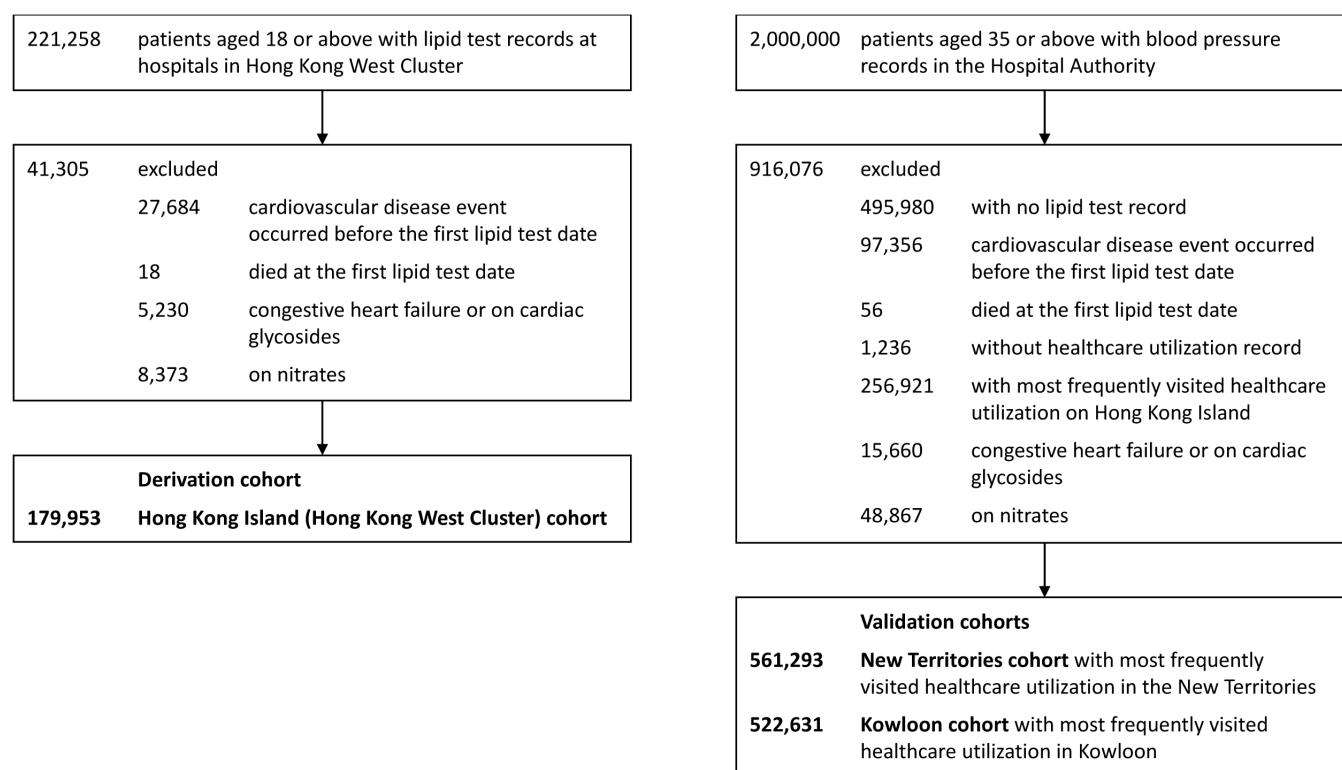 221,258 patients aged 18 or above with lipid test records at
hospitals in Hong Kong West Cluster
41,305 excluded
27,684 cardiovascular disease event
occurred before the first lipid test date
18 died at the first lipid test date
5,230 congestive heart failure or on cardiac
glycosides
8,373 on nitrates
Derivation cohort
179,953 Hong Kong Island (Hong Kong West Cluster) cohort
2,000,000 patients aged 35 or above with blood pressure
records in the Hospital Authority
916,076 excluded
495,980 with no lipid test record
97,356 cardiovascular disease event occurred
before the first lipid test date
56 died at the first lipid test date
1,236 without healthcare utilization record
256,921 with most frequently visited healthcare
utilization on Hong Kong Island
15,660 congestive heart failure or on cardiac
glycosides
48,867 on nitrates
Validation cohorts
561,293 New Territories cohort with most frequently
visited healthcare utilization in the New Territories
522,631 Kowloon cohort with most frequently visited
healthcare utilization in Kowloon